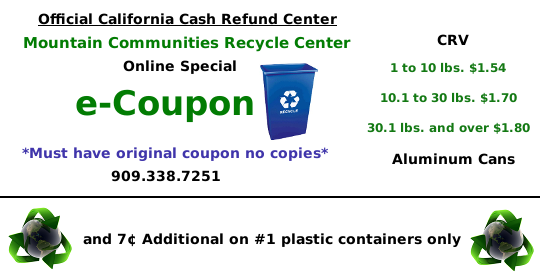 Official California Cash Refund Center
Mountain Communities Recycle Center
Online Special
e-Coupon
RECYCLE
*Must have original coupon no copies*
909.338.7251
CRV
1 to 10 lbs. $1.54
10.1 to 30 lbs. $1.70
30.1 lbs. and over $1.80
Aluminum Cans
and 7¢ Additional on #1 plastic containers only